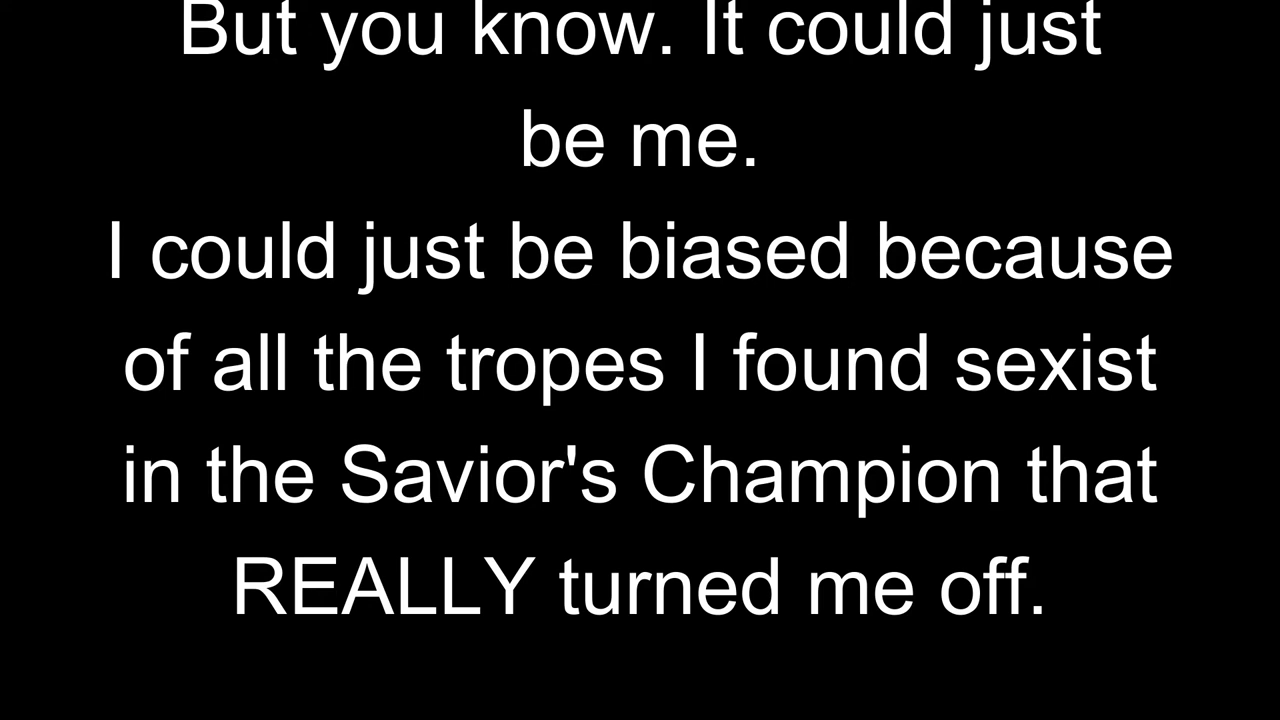 But you know. It could just
be me.
I could just be biased because
of all the tropes I found sexist
in the Savior's Champion that
REALLY turned me off.